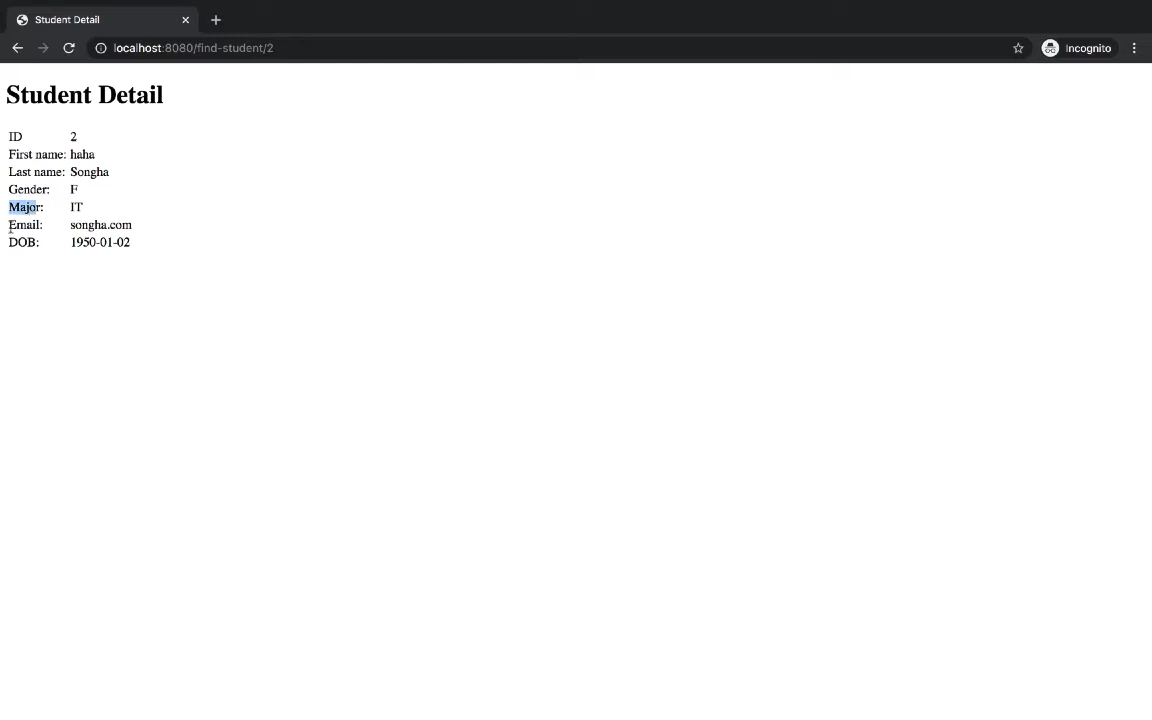 Student Detail
localhost:8080/find-student/2
Incognito
Student Detail
ID 2
First name: haha
Last name: Songha
Gender: F
Major: IT
Email: songha.com
DOB: 1950-01-02